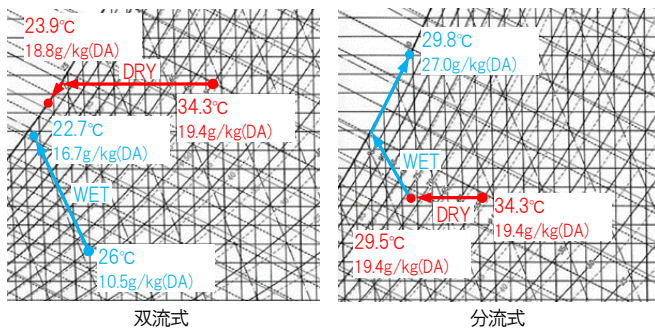 23.9℃
18.8g/kg(DA)
DRY
34.3℃
19.4g/kg(DA)
22.7℃
16.7g/kg(DA)
WET
26℃
10.5g/kg(DA)
双流式
29.8℃
27.0g/kg(DA)
WET
DRY
34.3℃
19.4g/kg(DA)
29.5℃
19.4g/kg(DA)
分流式